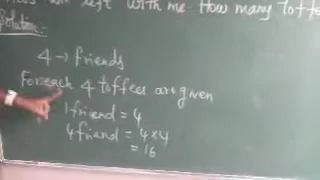 left with me. How many toffe
Solution:-
4 → friends
For each 4 toffees are given
1 friend = 4
4 friend = 4×4
= 16